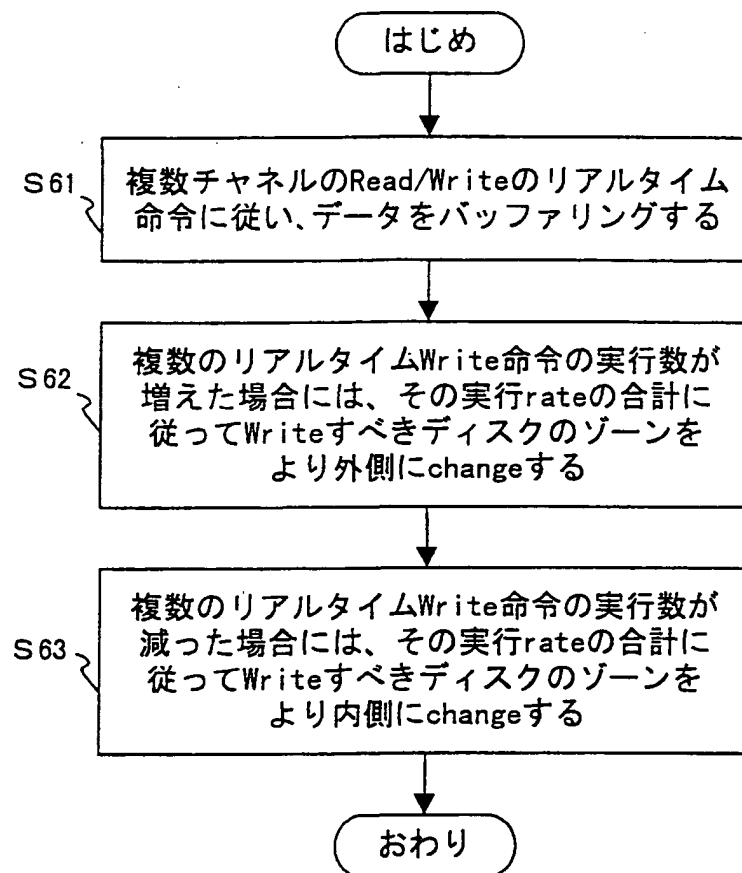 はじめ
S61
複数チャネルのRead/Writeのリアルタイム
命令に従い、データをバッファリングする
S62
複数のリアルタイムWrite命令の実行数が
増えた場合には、その実行rateの合計に
従ってWriteすべきディスクのゾーンを
より外側にchangeする
S63
複数のリアルタイムWrite命令の実行数が
減った場合には、その実行rateの合計に
従ってWriteすべきディスクのゾーンを
より内側にchangeする
おわり